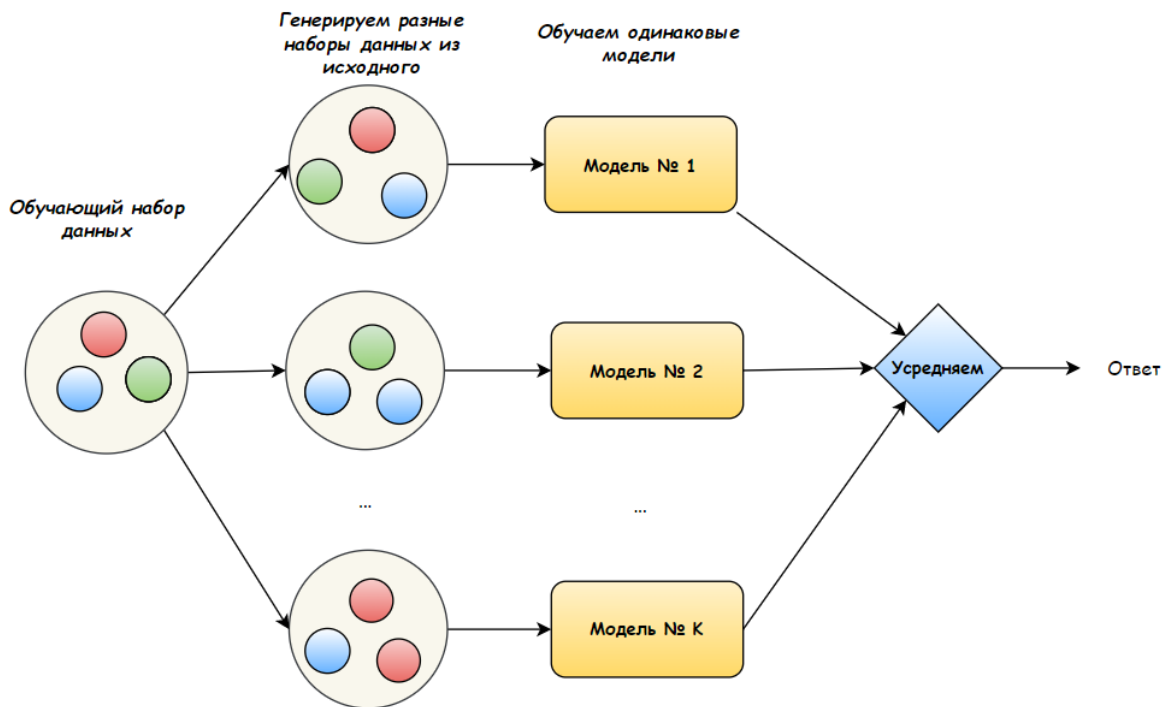 Генерируем разные
наборы данных из
исходного
Обучаем одинаковые
модели
Обучающий набор
данных
Модель № 1
Модель № 2
Усредняем
Ответ
...
...
Модель № K